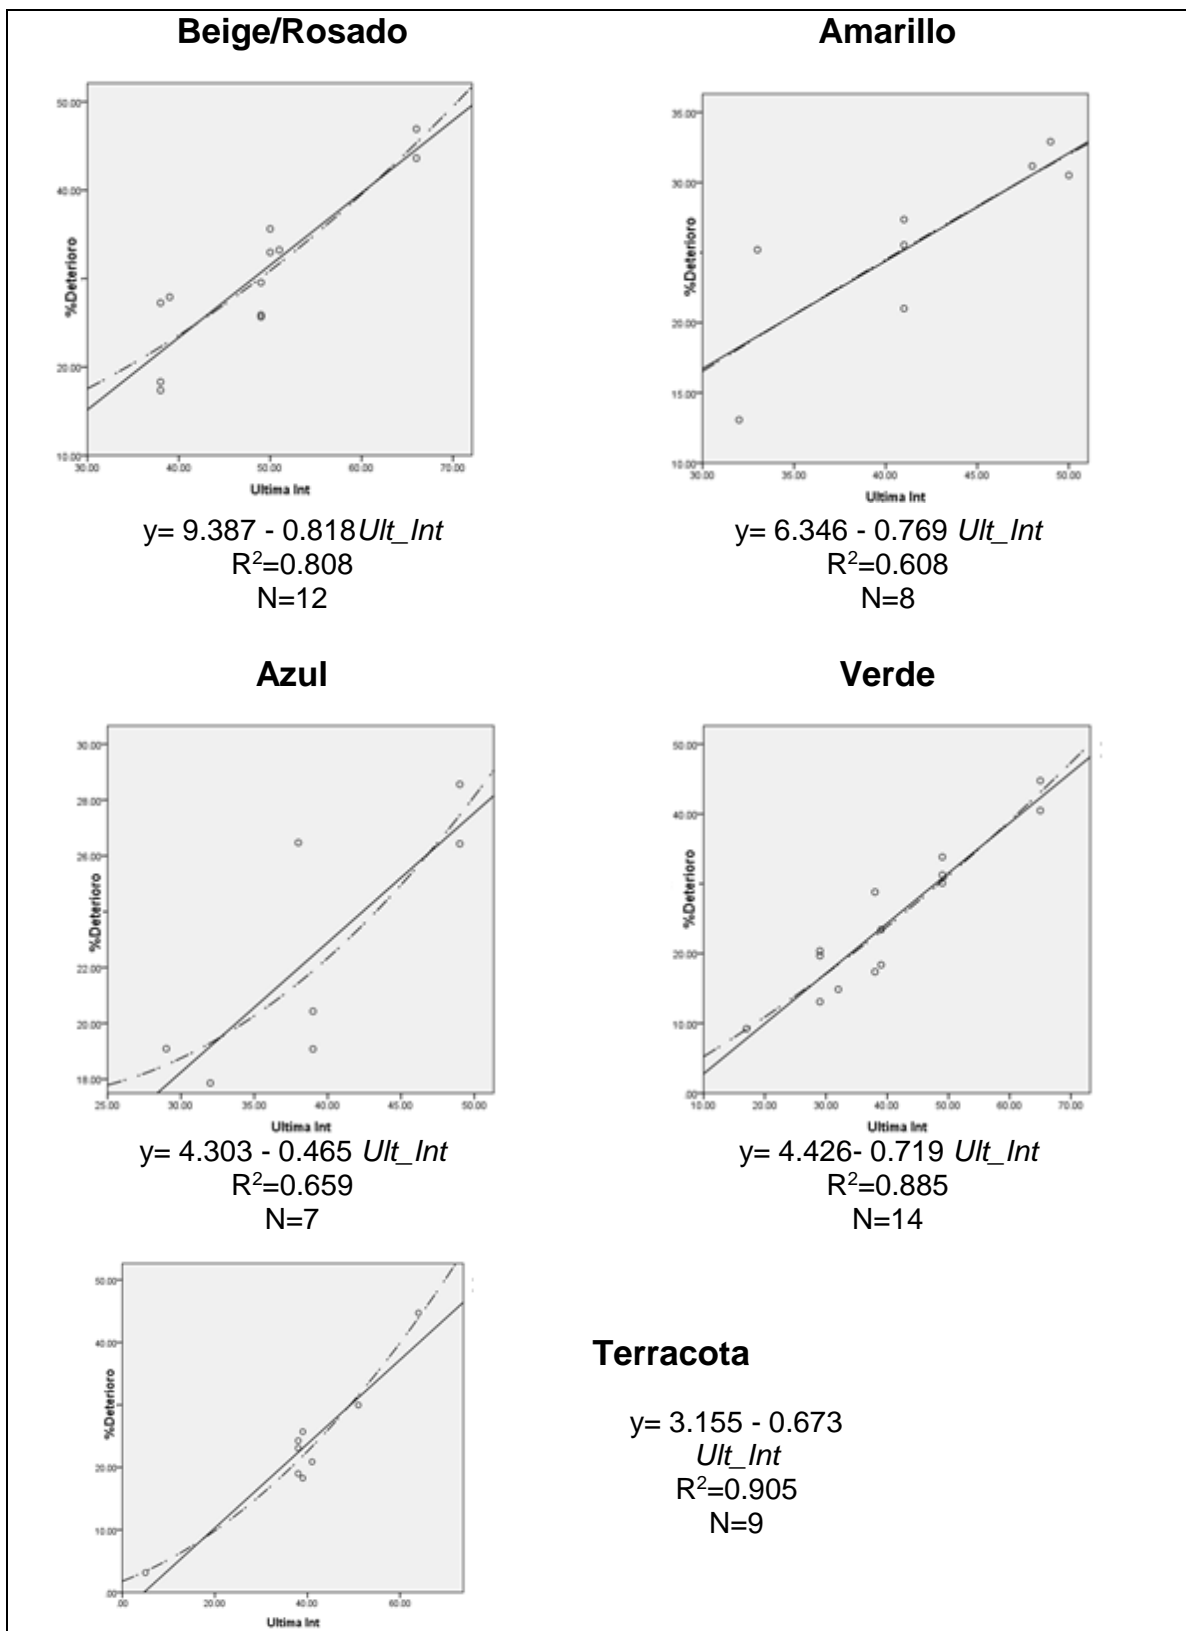 Beige/Rosado
50.00
40.00
20.00
10.00
%Deterioro
30.00 40.00 50.00 60.00 70.00
Ultima Int
y= 9.387 - 0.818Ult_Int
R²=0.808
N=12
Amarillo
35.00
30.00
20.00
15.00
10.00
%Deterioro
30.00 35.00 40.00 45.00 50.00
Ultima Int
y= 6.346 - 0.769 Ult_Int
R²=0.608
N=8
Azul
30.00
28.00
26.00
22.00
20.00
18.00
%Deterioro
25.00 30.00 35.00 40.00 45.00 50.00
Ultima Int
y= 4.303 - 0.465 Ult_Int
R²=0.659
N=7
Verde
50.00
40.00
20.00
10.00
.00
%Deterioro
10.00 20.00 30.00 40.00 50.00 60.00 70.00
Ultima Int
y= 4.426- 0.719 Ult_Int
R²=0.885
N=14
50.00
40.00
20.00
10.00
.00
%Deterioro
.00 20.00 40.00 60.00
Ultima Int
Terracota
y= 3.155 - 0.673
Ult_Int
R²=0.905
N=9